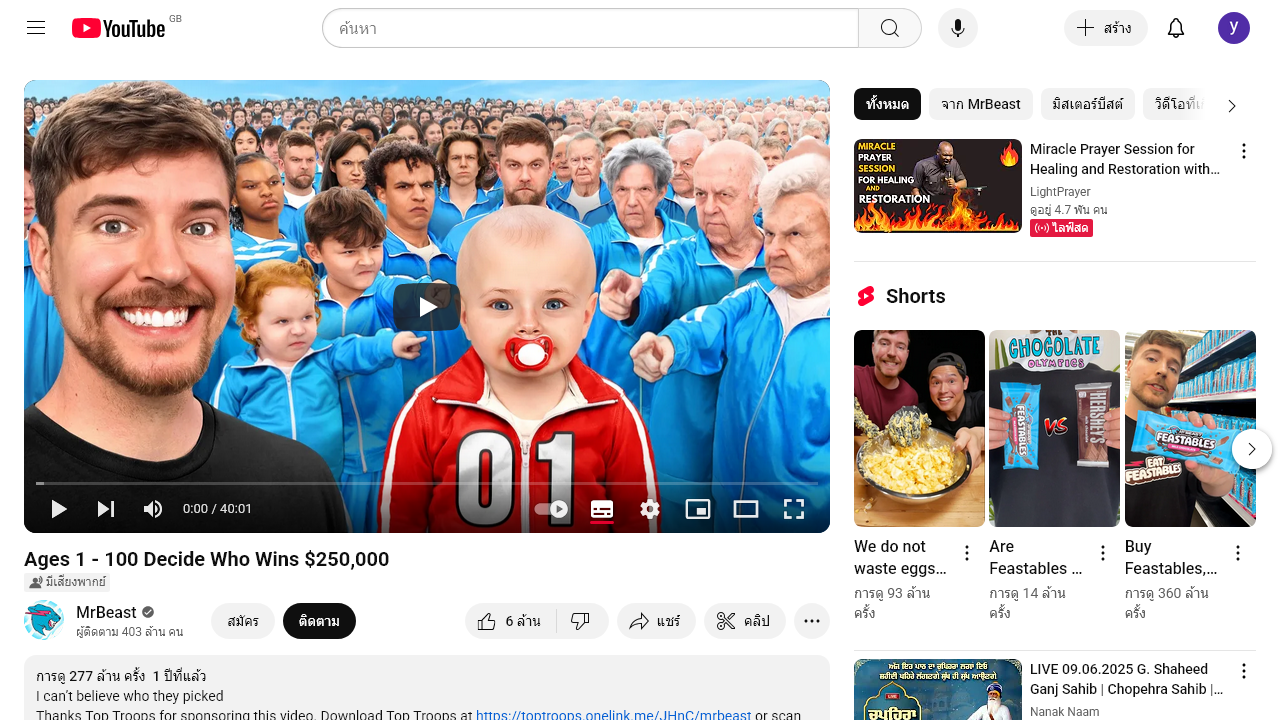 YouTube GB
ค้นหา
สร้าง
y
01
0:00 / 40:01
Ages 1 - 100 Decide Who Wins $250,000
มีเสียงพากย์
MrBeast
ผู้ติดตาม 403 ล้าน คน
สมัคร
ติดตาม
6 ล้าน
แชร์
คลิป
การดู 277 ล้าน ครั้ง 1 ปีที่แล้ว
I can't believe who they picked
Thanks Top Troops for sponsoring this video. Download Top Troops at https://toptroops.onelink.me/JHnC/mrbeast or scan
ทั้งหมด
จาก MrBeast
มิสเตอร์บีสต์
วิดีโอที่เ
MIRACLE
PRAYER
SESSION
FOR HEALING
AND
RESTORATION
Miracle Prayer Session for
Healing and Restoration with…
LightPrayer
ดูอยู่ 4.7 พัน คน
ไลฟ์สด
Shorts
THE
CHOCOLATE
OLYMPICS
FEASTABLES
VS
HERSHEY'S
FEASTABLES
EAT
FEASTABLES
We do not
waste eggs…
การดู 93 ล้าน
ครั้ง
Are
Feastables …
การดู 14 ล้าน
ครั้ง
Buy
Feastables,…
การดู 360 ล้าน
ครั้ง
LIVE
LIVE 09.06.2025 G. Shaheed
Ganj Sahib | Chopehra Sahib |…
Nanak Naam